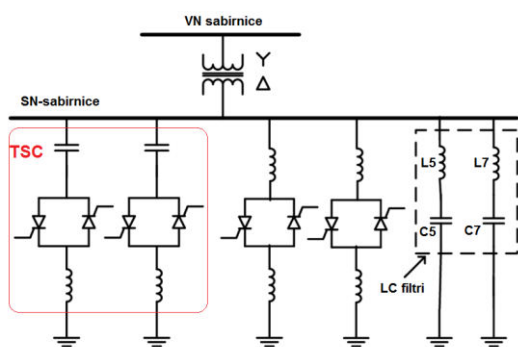 VN sabirnice
SN-sabirnice
TSC
L5
L7
C5
C7
LC filtri